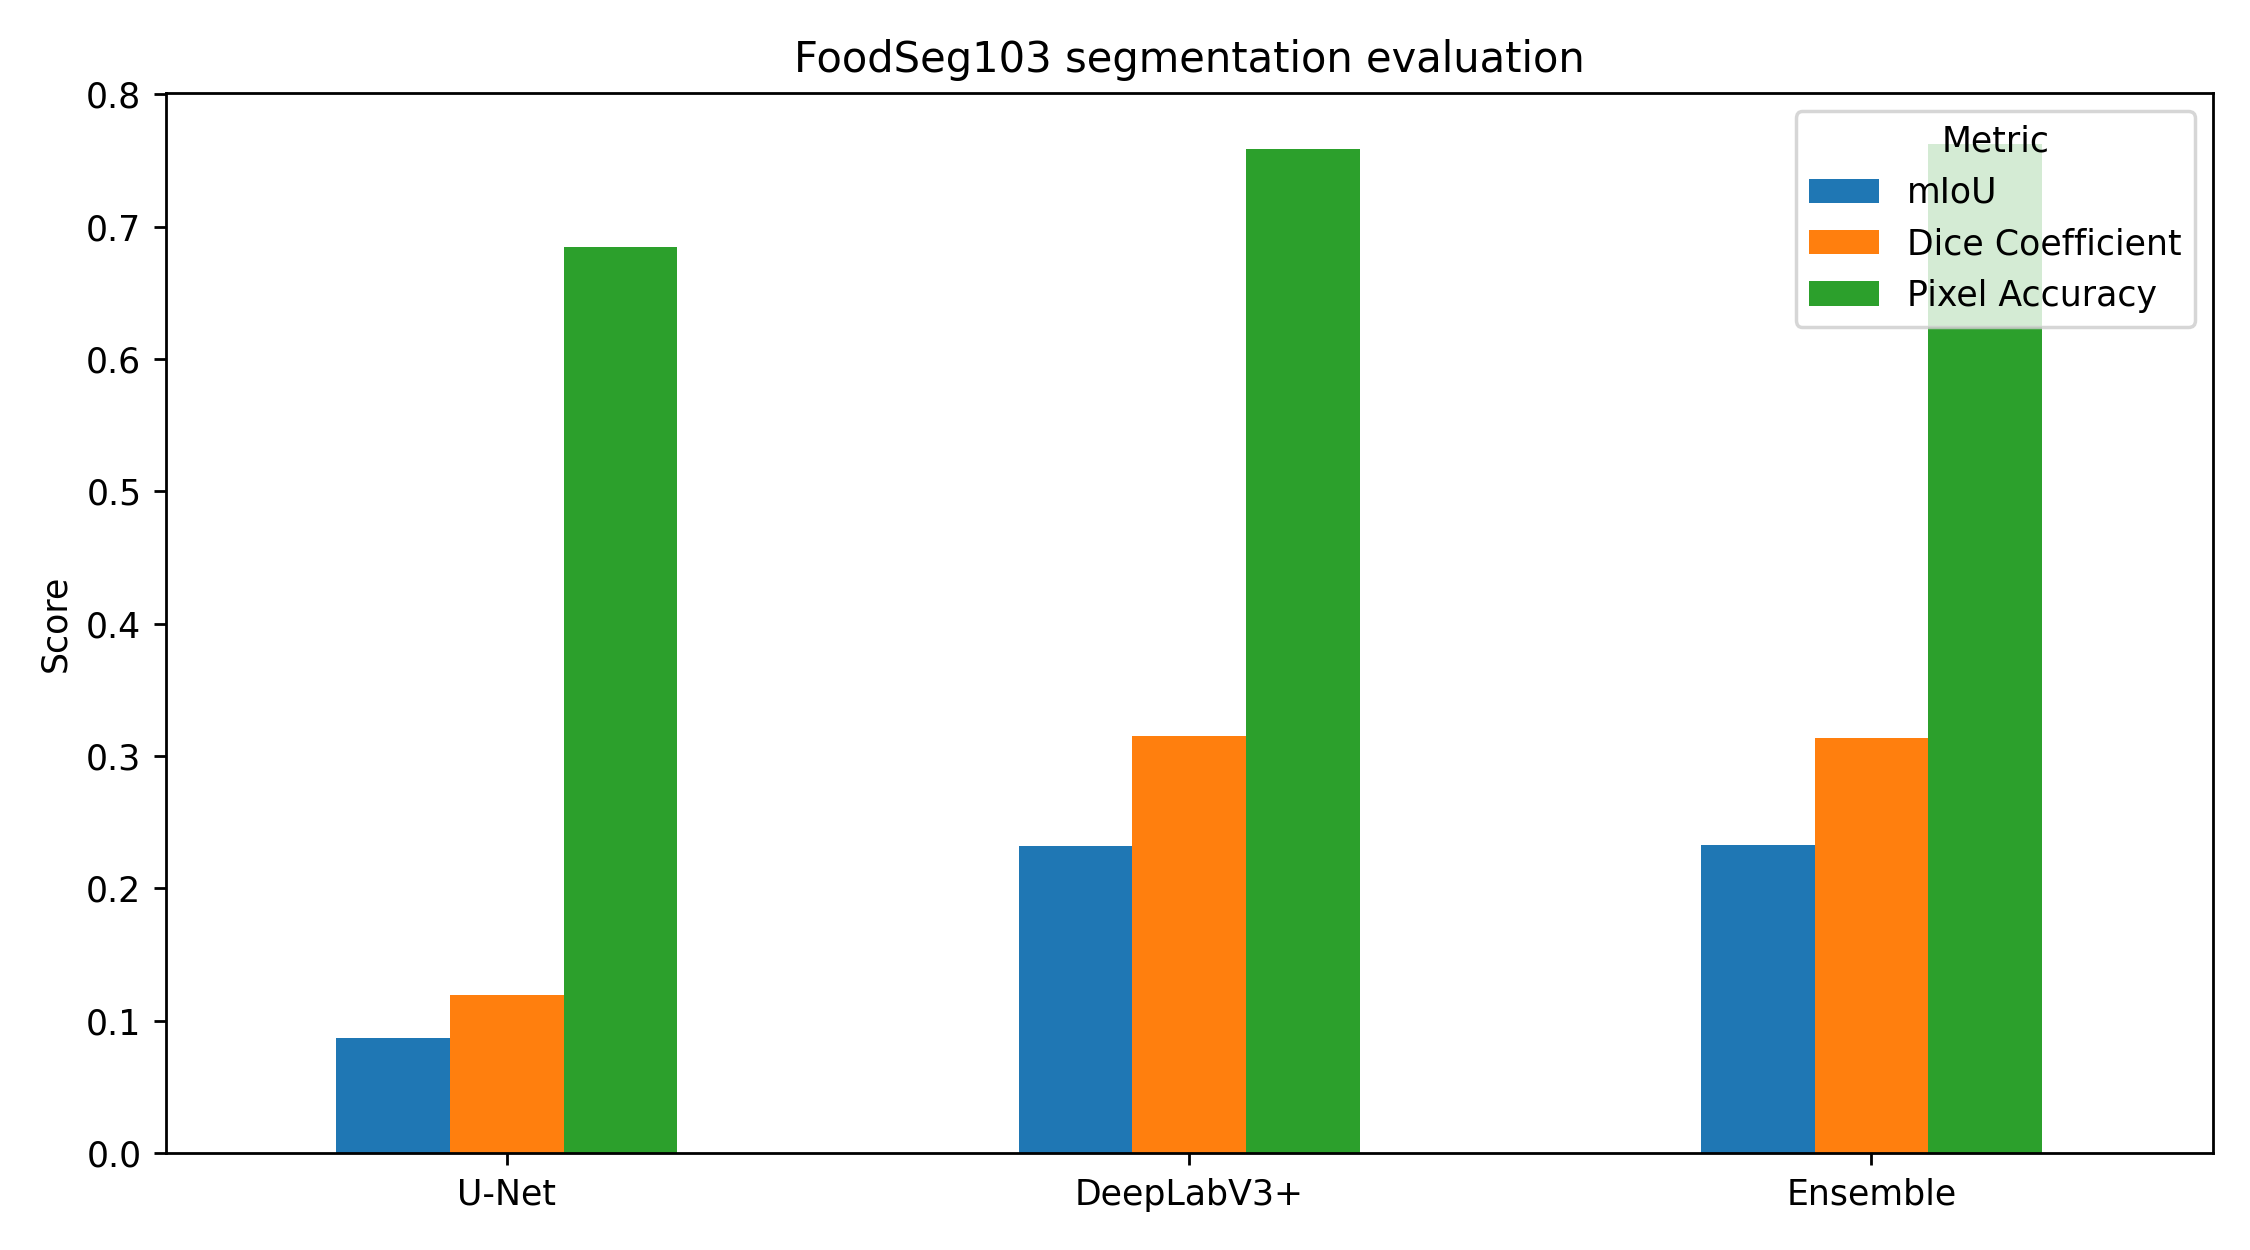 FoodSeg103 segmentation evaluation
0.8
0.7
0.6
0.5
0.4
0.3
0.2
0.1
0.0
Score
Metric
mIoU
Dice Coefficient
Pixel Accuracy
U-Net
DeepLabV3+
Ensemble